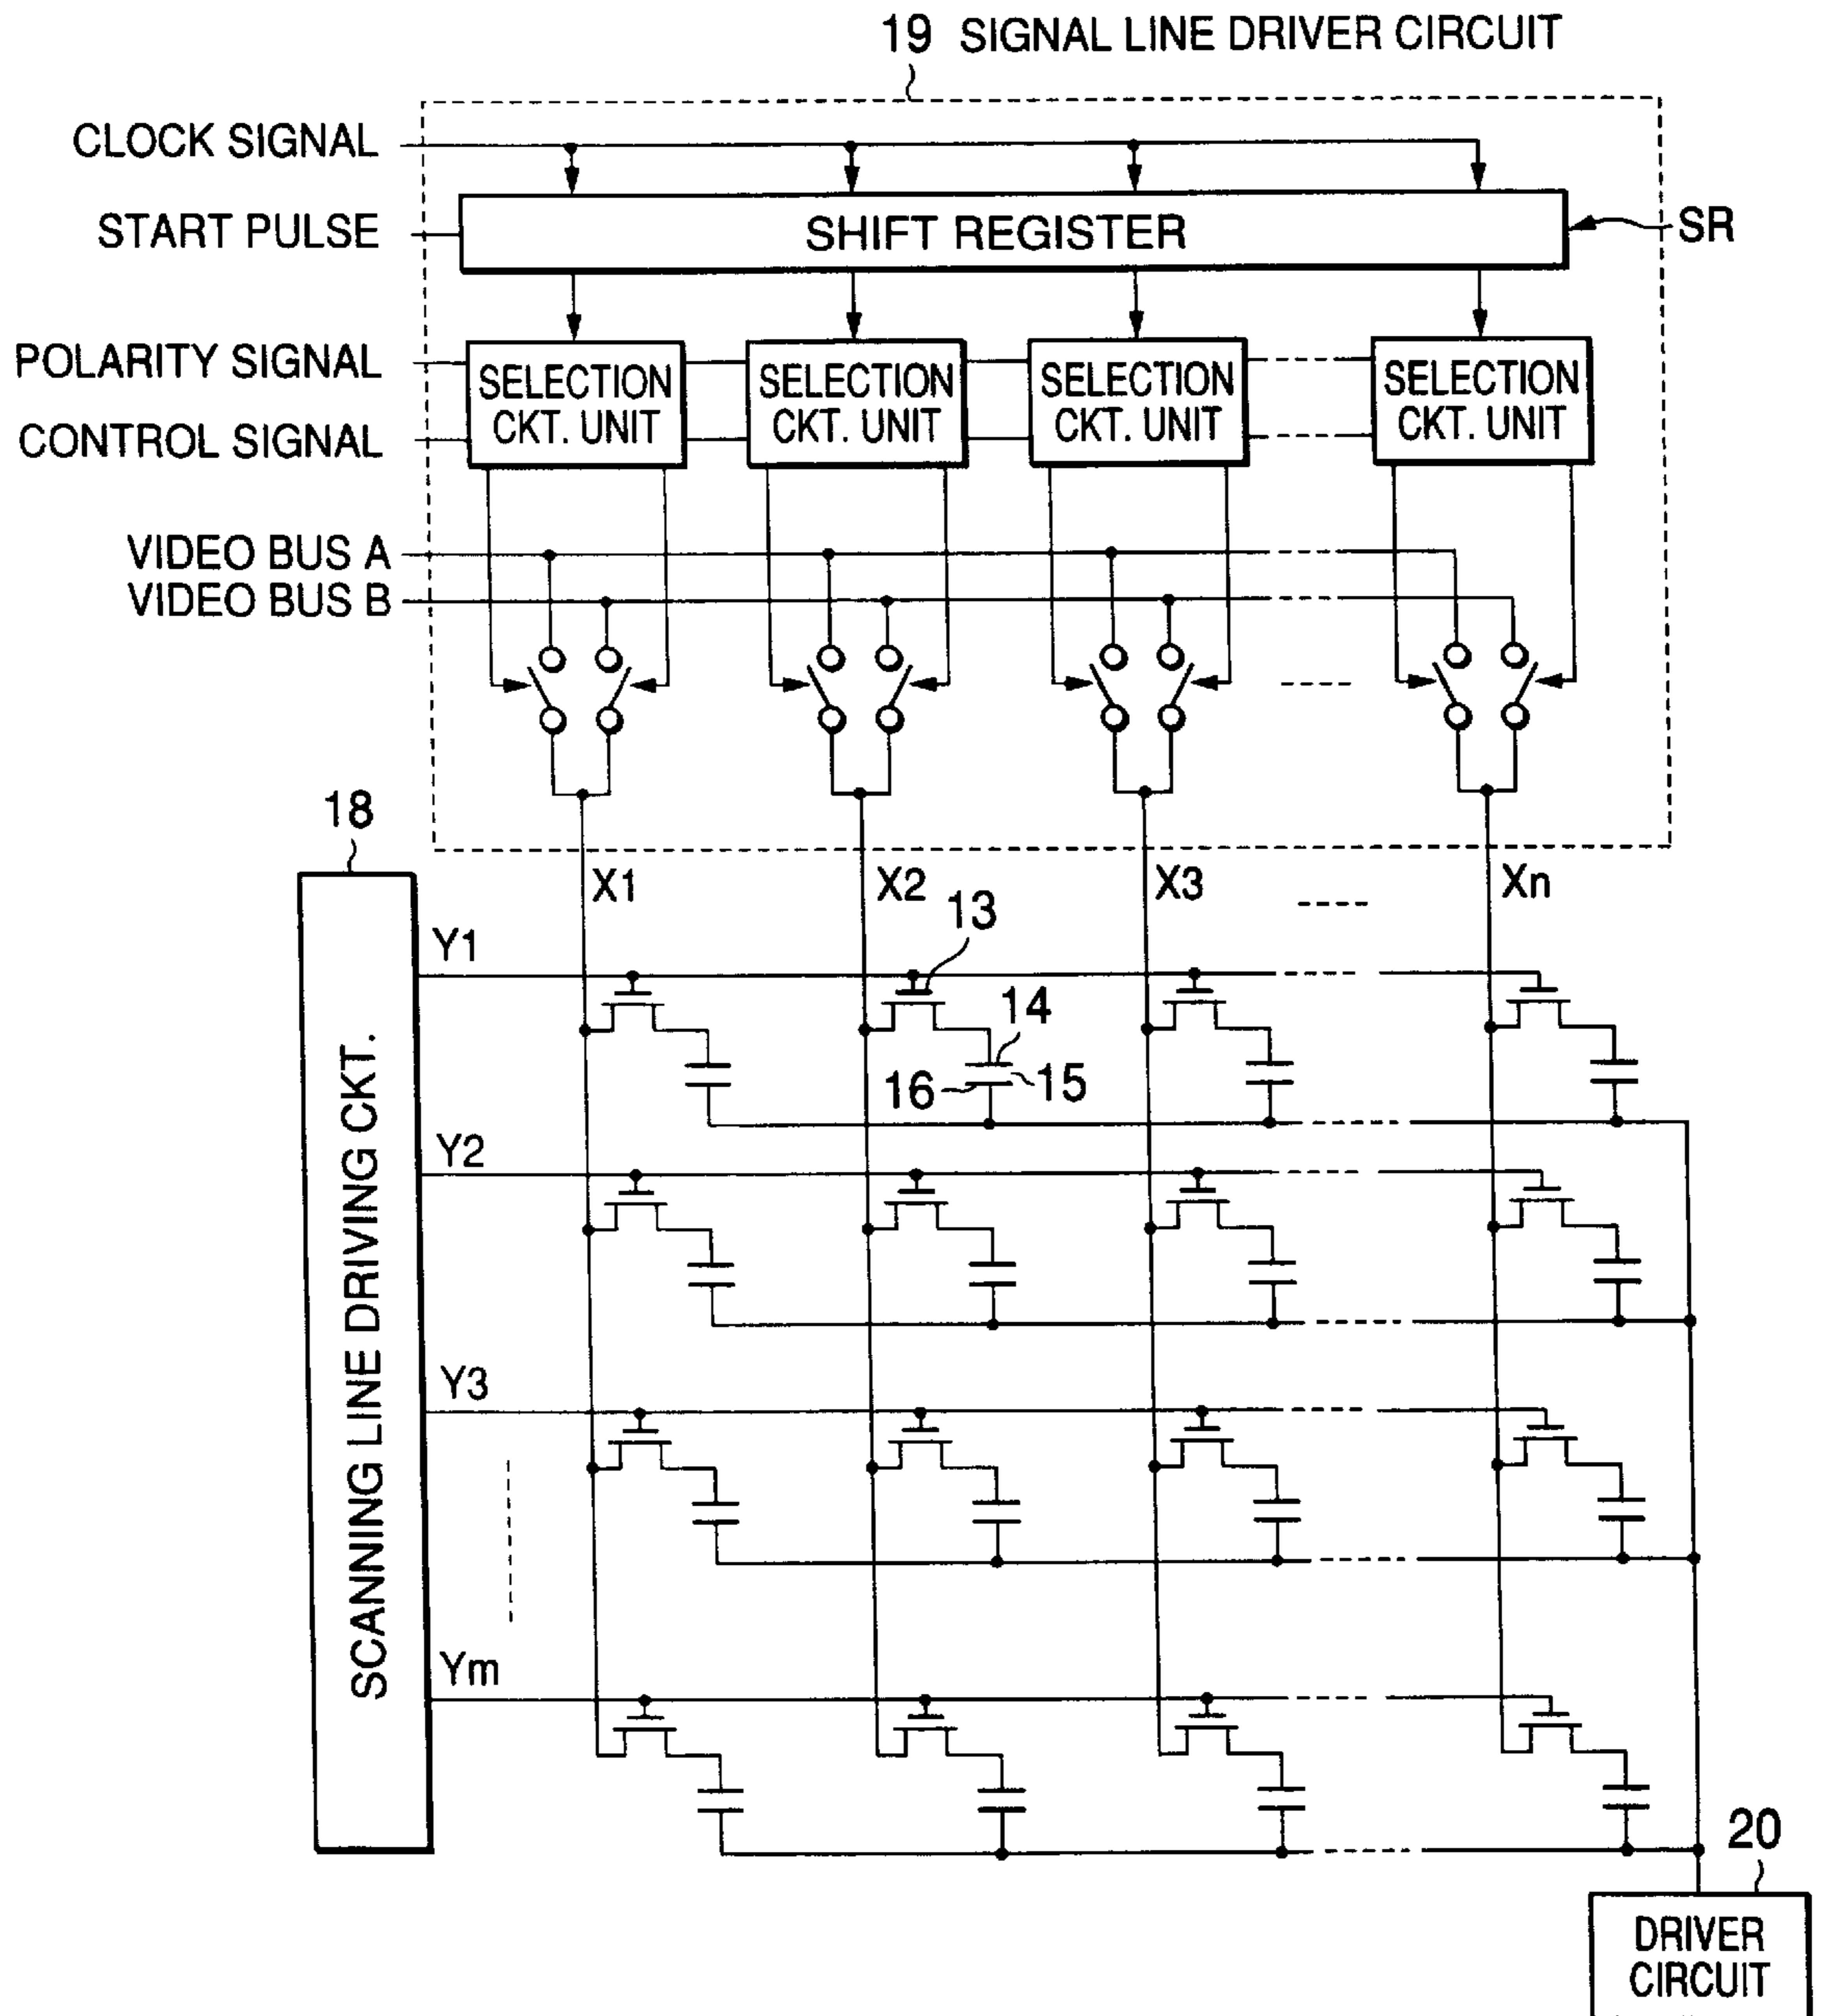 19 SIGNAL LINE DRIVER CIRCUIT
CLOCK SIGNAL
START PULSE
SHIFT REGISTER
SR
POLARITY SIGNAL
CONTROL SIGNAL
SELECTION
CKT. UNIT
SELECTION
CKT. UNIT
SELECTION
CKT. UNIT
SELECTION
CKT. UNIT
VIDEO BUS A
VIDEO BUS B
18
X1
X2
X3
Xn
13
Y1
14
16
15
Y2
SCANNING LINE DRIVING CKT.
Y3
Ym
20
DRIVER
CIRCUIT